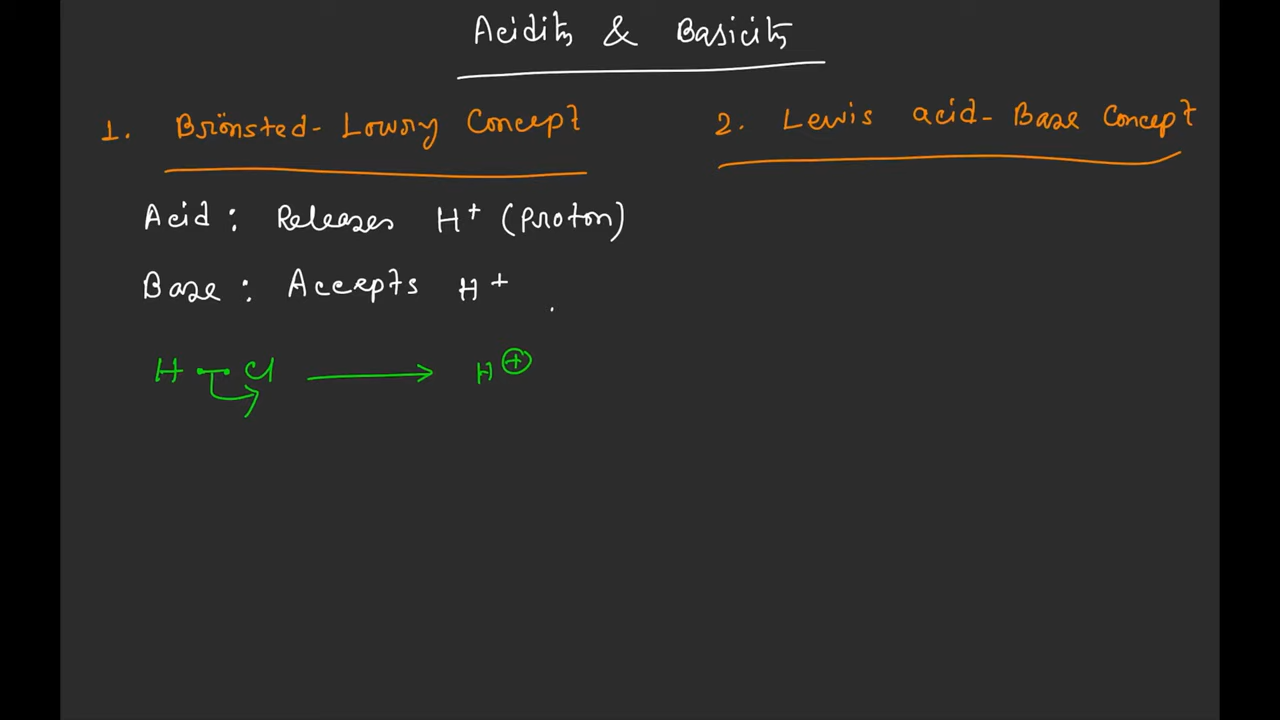 Acidity & Basicity
1. Brönsted-Lowry Concept
2. Lewis acid-Base Concept
Acid: Releases H⁺ (Proton)
Base: Accepts H⁺
H-Cl ⟶ H⊕